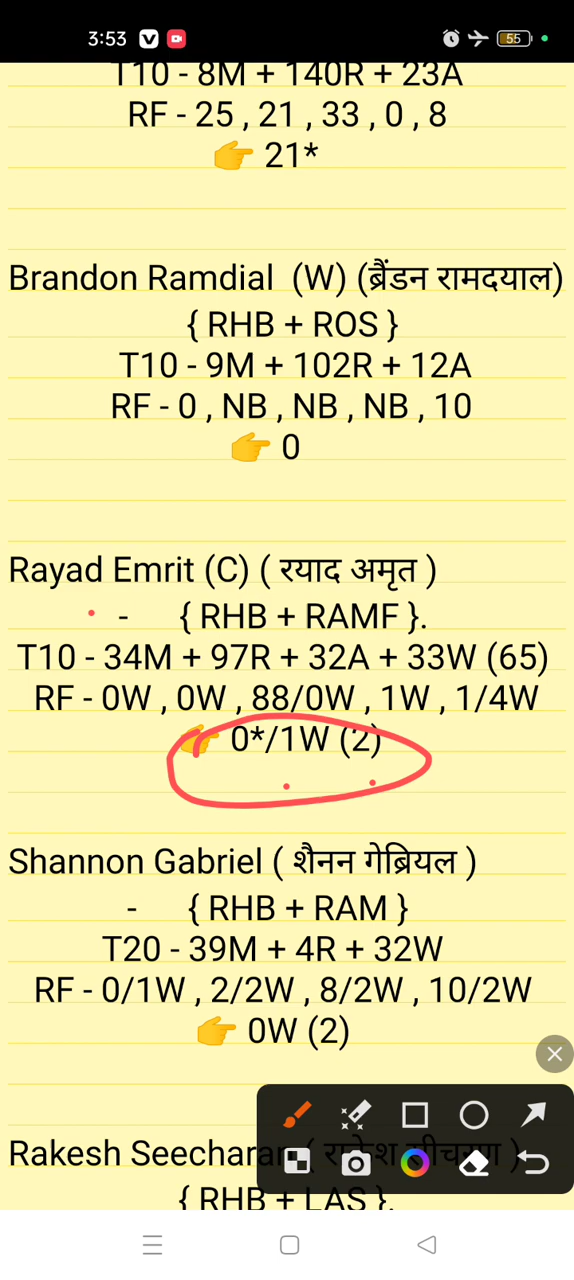 3:53
55
T10 - 8M + 140R + 23A
RF - 25 , 21 , 33 , 0 , 8
👉 21*
Brandon Ramdial (W) (ब्रैंडन रामदयाल)
{ RHB + ROS }
T10 - 9M + 102R + 12A
RF - 0 , NB , NB , NB , 10
👉 0
Rayad Emrit (C) ( रयाद अमृत )
- { RHB + RAMF }.
T10 - 34M + 97R + 32A + 33W (65)
RF - 0W , 0W , 88/0W , 1W , 1/4W
👉 0*/1W (2)
Shannon Gabriel ( शैनन गेब्रियल )
- { RHB + RAM }
T20 - 39M + 4R + 32W
RF - 0/1W , 2/2W , 8/2W , 10/2W
👉 0W (2)
Rakesh Seecharan ( राकेश सीचरण )
{ RHB + LAS }.